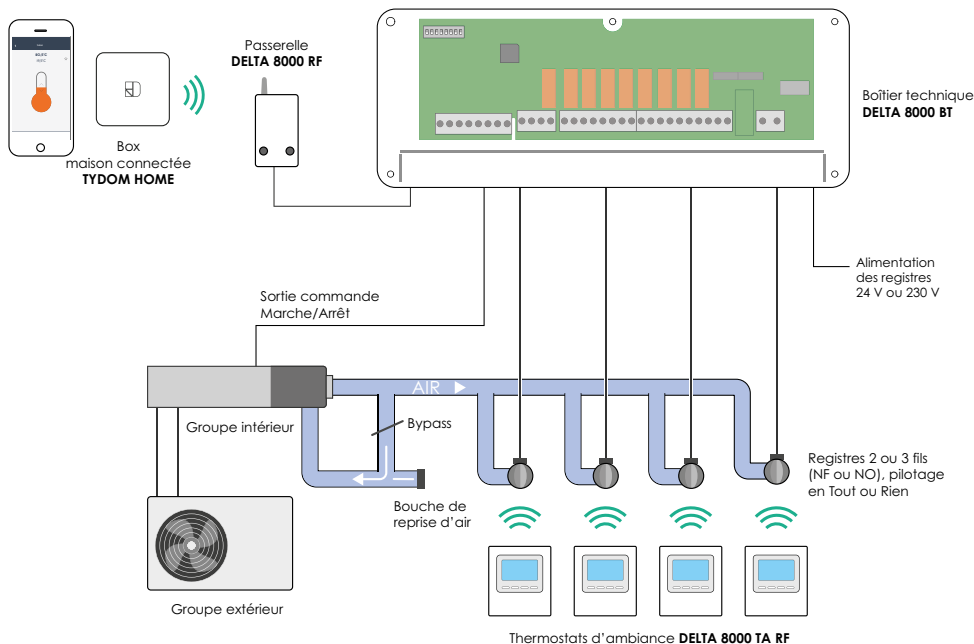 Passerelle
DELTA 8000 RF
Box
maison connectée
TYDOM HOME
Boîtier technique
DELTA 8000 BT
Alimentation
des registres
24 V ou 230 V
Sortie commande
Marche/Arrêt
AIR
Groupe intérieur
Bypass
Bouche de
reprise d'air
Registres 2 ou 3 fils
(NF ou NO), pilotage
en Tout ou Rien
Groupe extérieur
Thermostats d'ambiance DELTA 8000 TA RF